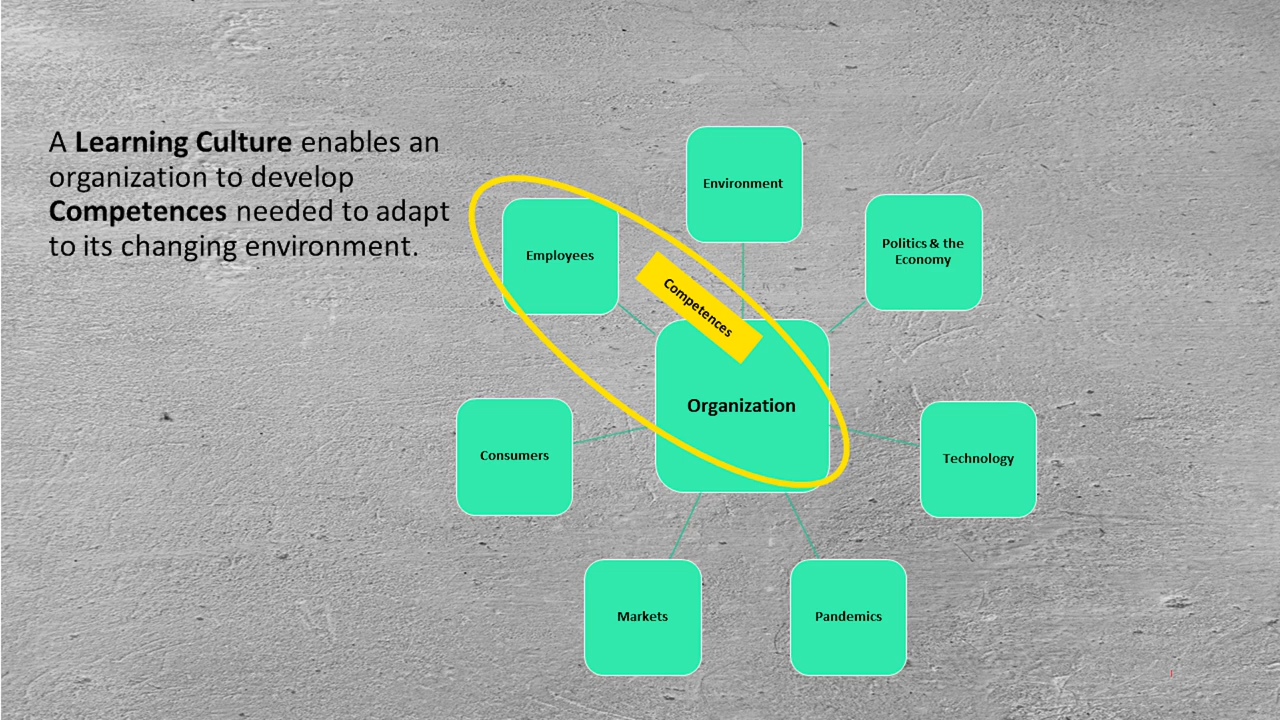 A Learning Culture enables an
organization to develop
Competences needed to adapt
to its changing environment.
Environment
Employees
Politics & the
Economy
Competences
Organization
Consumers
Technology
Markets
Pandemics